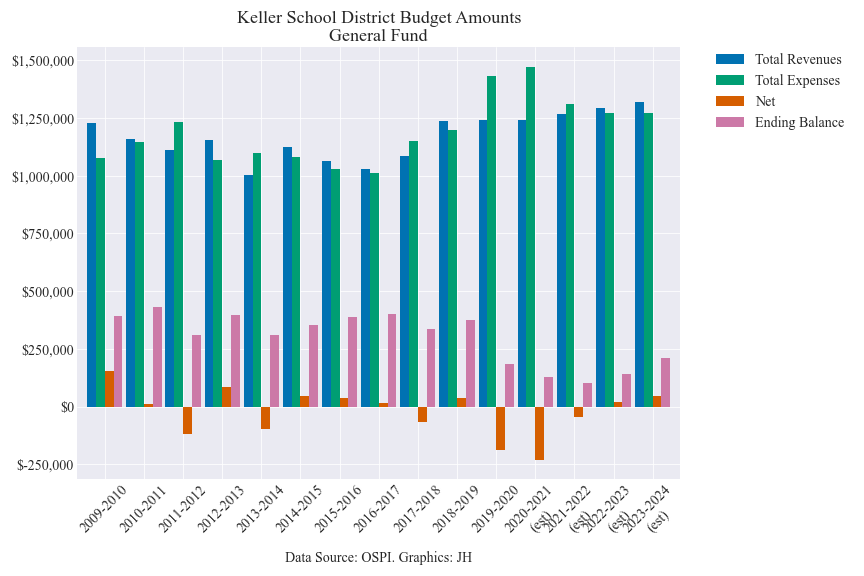 Keller School District Budget Amounts
General Fund
$1,500,000
$1,250,000
$1,000,000
$750,000
$500,000
$250,000
$0
$-250,000
2009-2010
2010-2011
2011-2012
2012-2013
2013-2014
2014-2015
2015-2016
2016-2017
2017-2018
2018-2019
2019-2020
2020-2021
(est)
2021-2022
(est)
2022-2023
(est)
2023-2024
(est)
Total Revenues
Total Expenses
Net
Ending Balance
Data Source: OSPI. Graphics: JH